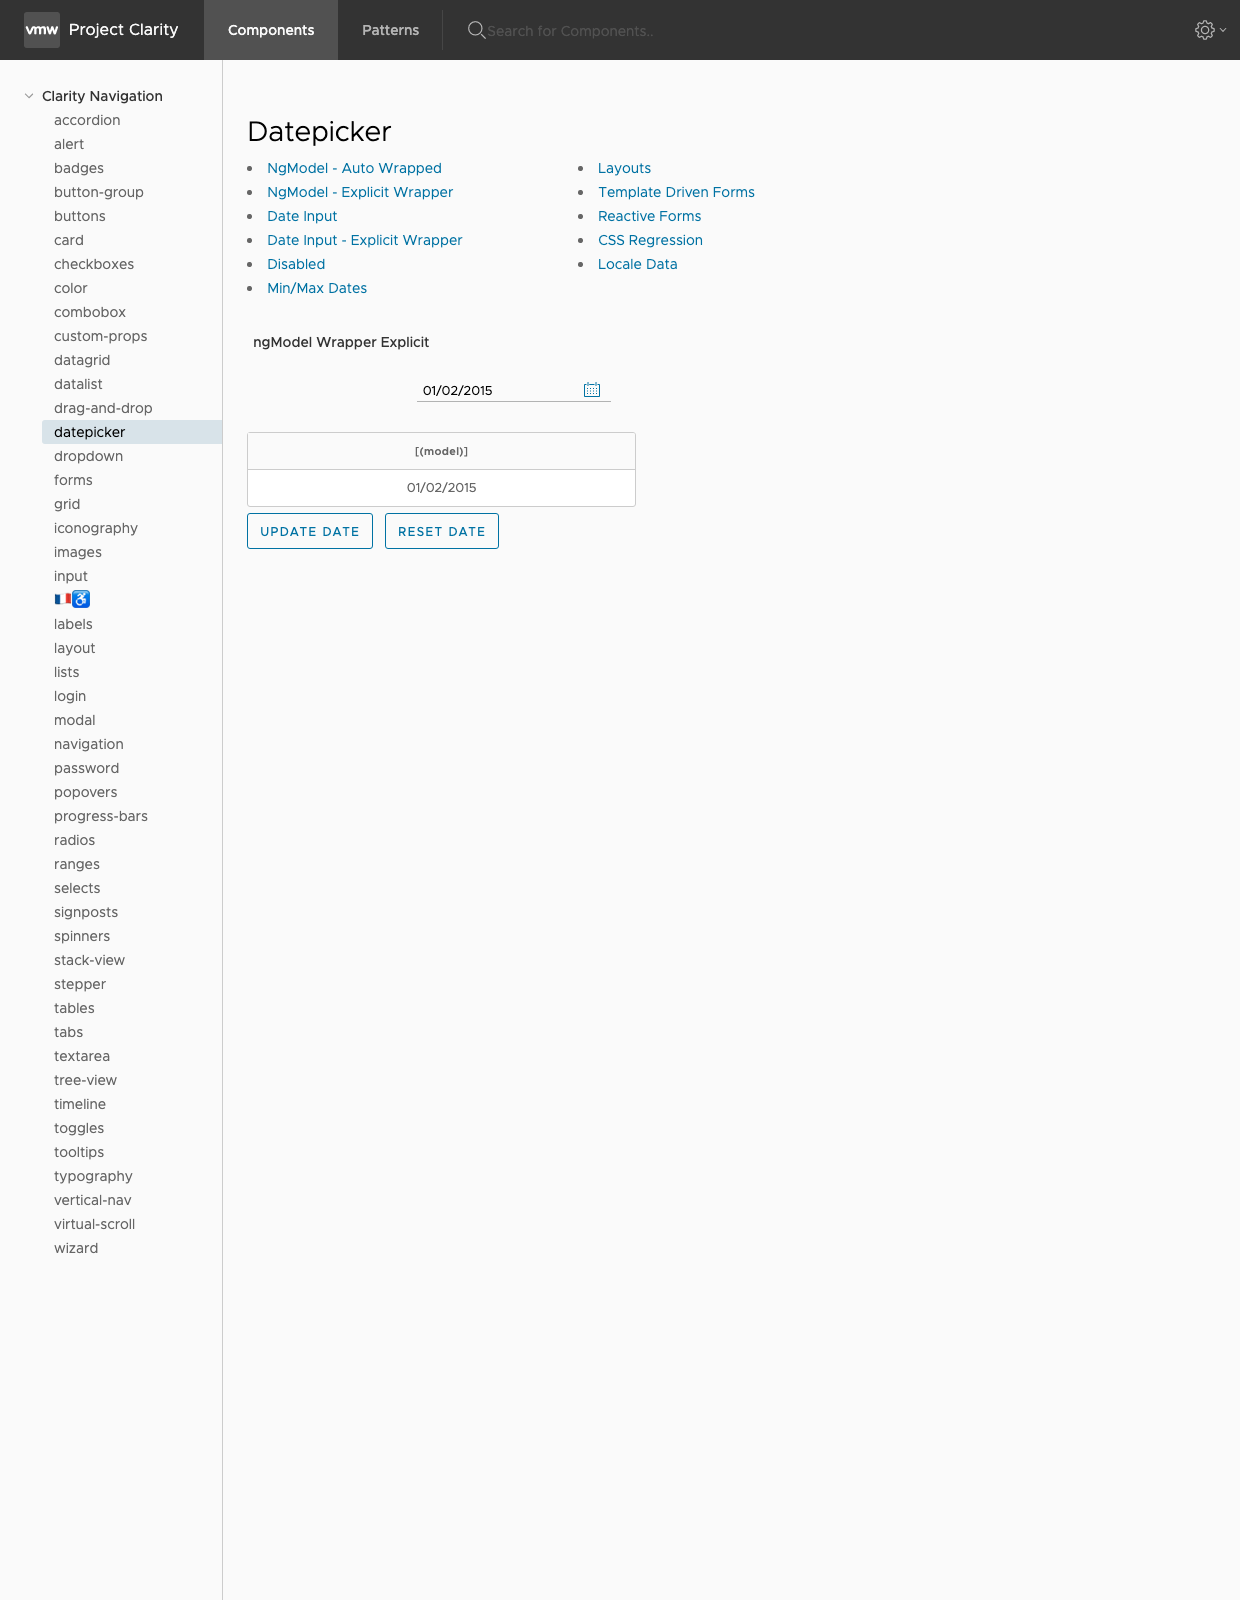 vmw Project Clarity Components Patterns Search for Components..
Clarity Navigation
accordion
alert
badges
button-group
buttons
card
checkboxes
color
combobox
custom-props
datagrid
datalist
drag-and-drop
datepicker
dropdown
forms
grid
iconography
images
input
🇫🇷♿
labels
layout
lists
login
modal
navigation
password
popovers
progress-bars
radios
ranges
selects
signposts
spinners
stack-view
stepper
tables
tabs
textarea
tree-view
timeline
toggles
tooltips
typography
vertical-nav
virtual-scroll
wizard
Datepicker
NgModel - Auto Wrapped
NgModel - Explicit Wrapper
Date Input
Date Input - Explicit Wrapper
Disabled
Min/Max Dates
Layouts
Template Driven Forms
Reactive Forms
CSS Regression
Locale Data
ngModel Wrapper Explicit
01/02/2015
[(model)]
01/02/2015
UPDATE DATE RESET DATE